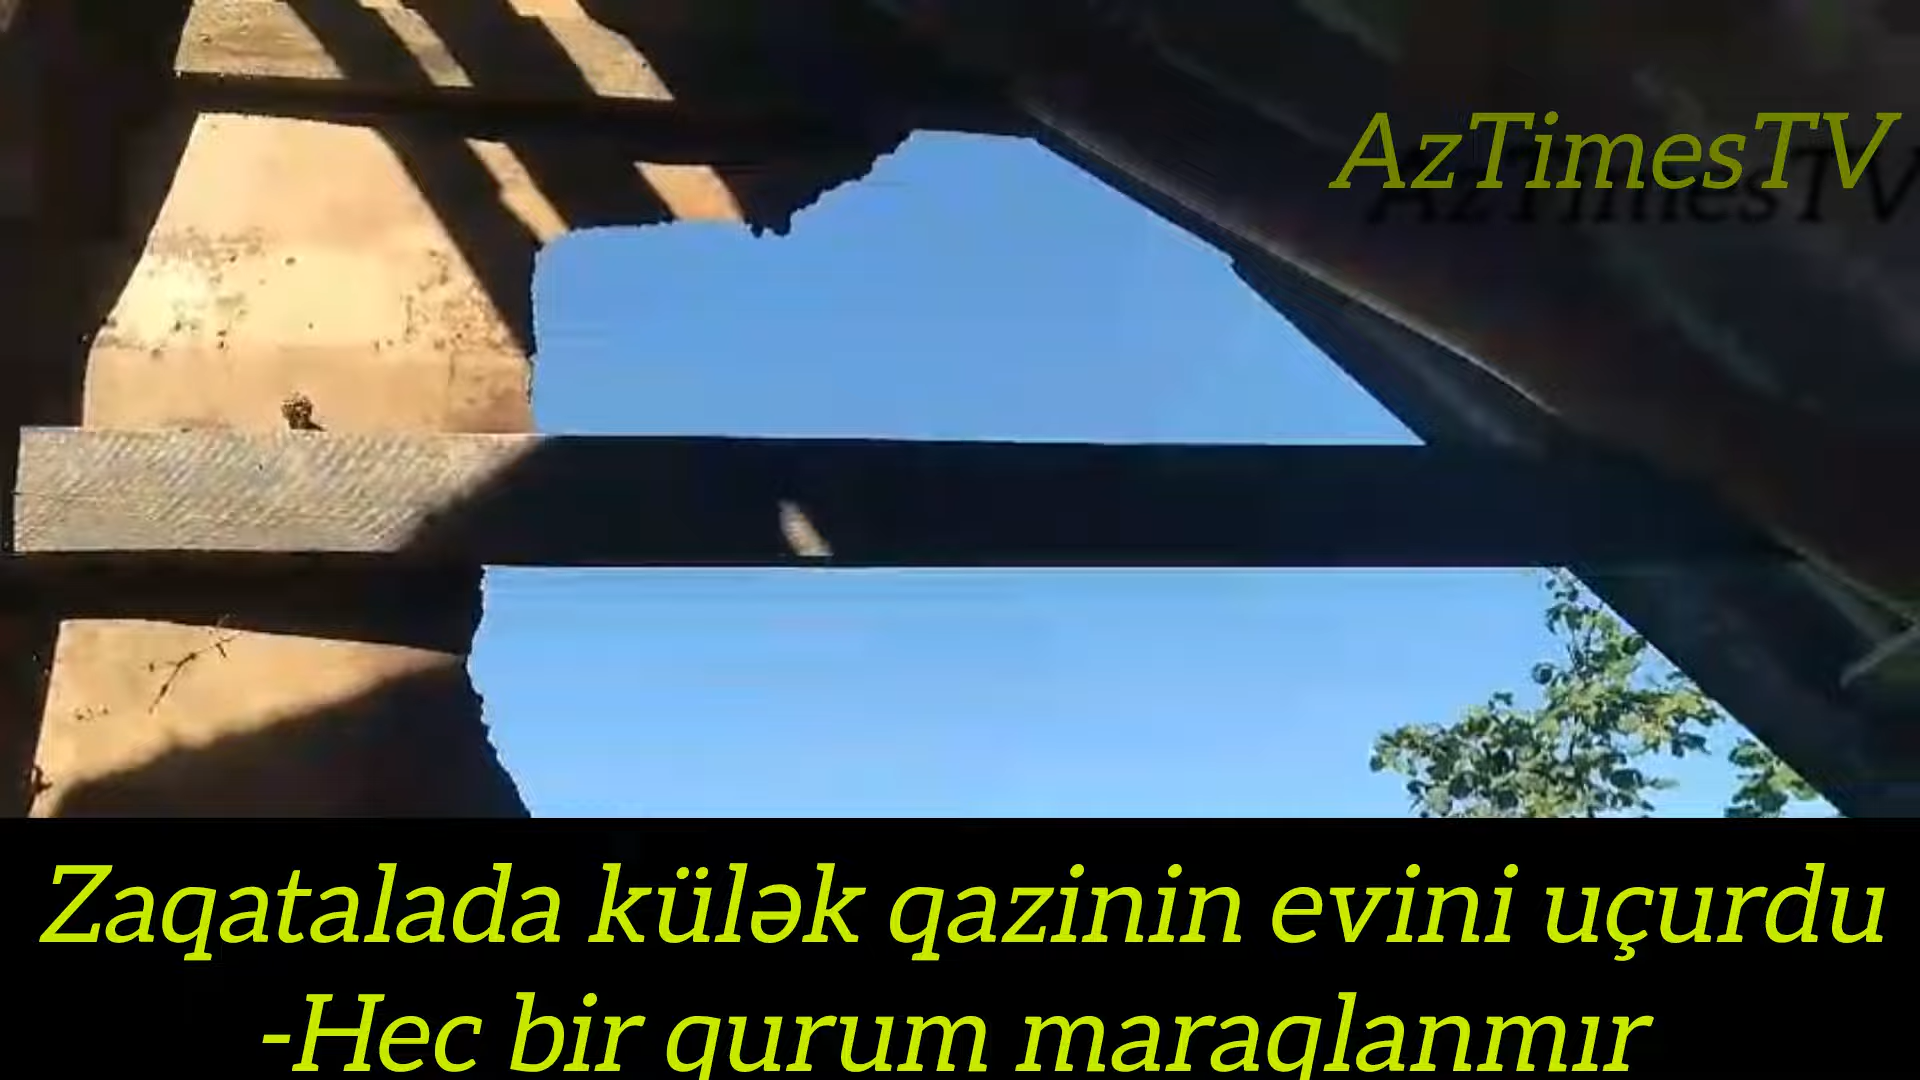 AzTimesTV
Zaqatalada külək qazinin evini uçurdu
-Hec bir qurum maraqlanmır